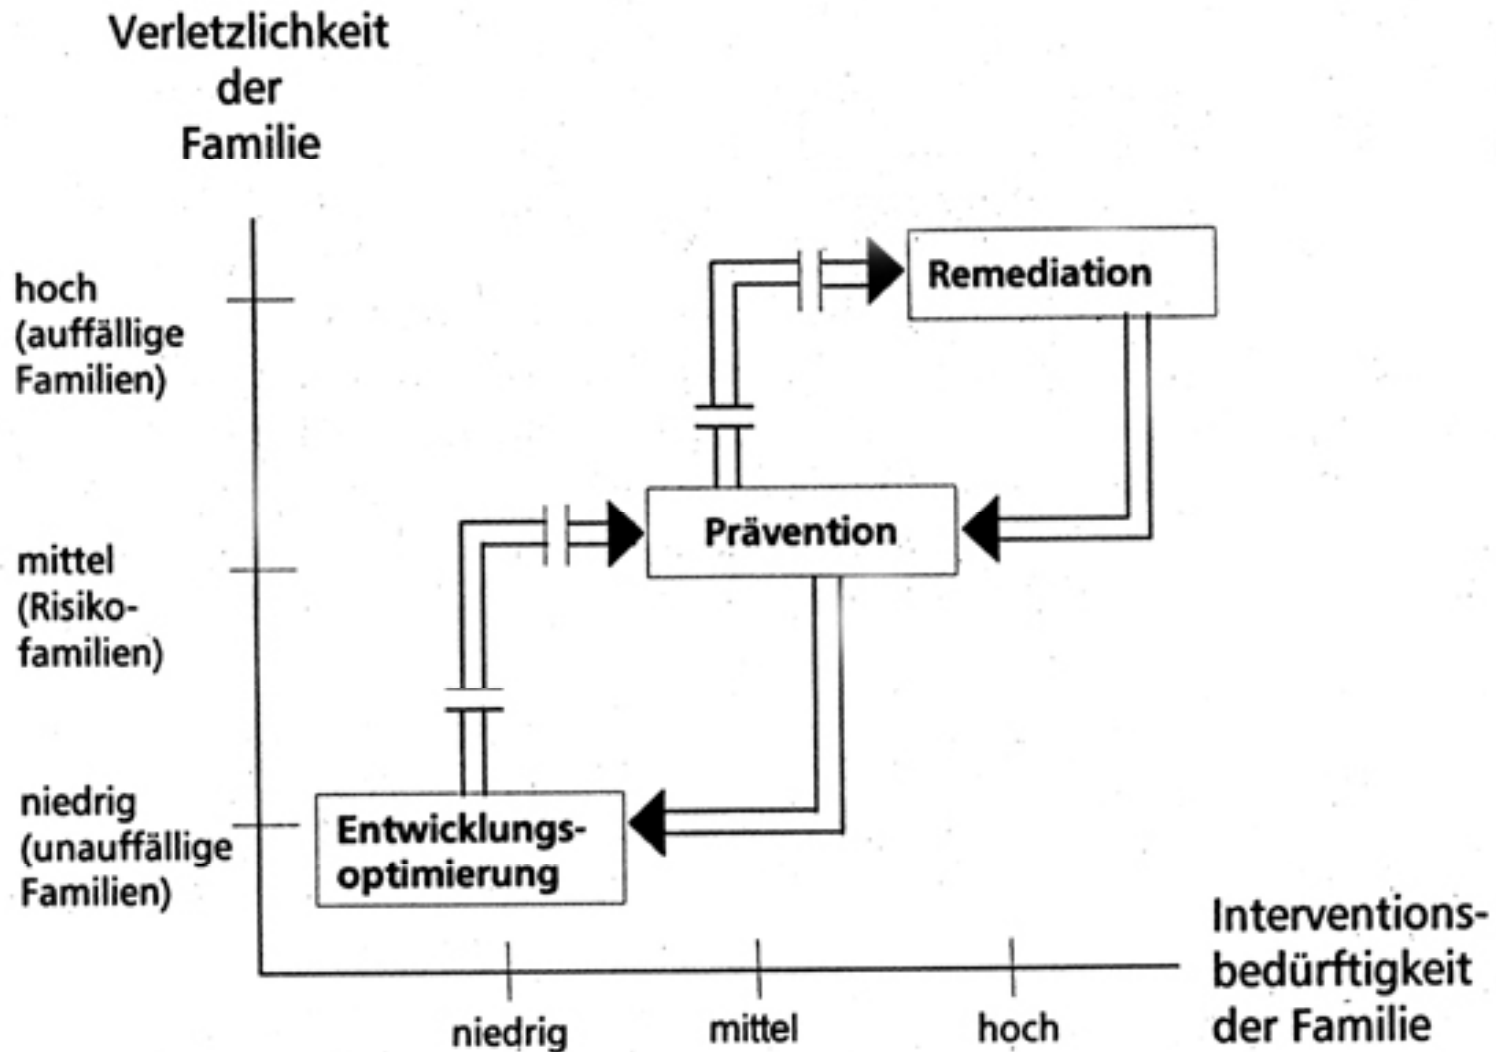 Verletzlichkeit
der
Familie
hoch
(auffällige
Familien)
Remediation
mittel
(Risiko-
familien)
Prävention
niedrig
(unauffällige
Familien)
Entwicklungs-
optimierung
Interventions-
bedürftigkeit
der Familie
niedrig
mittel
hoch